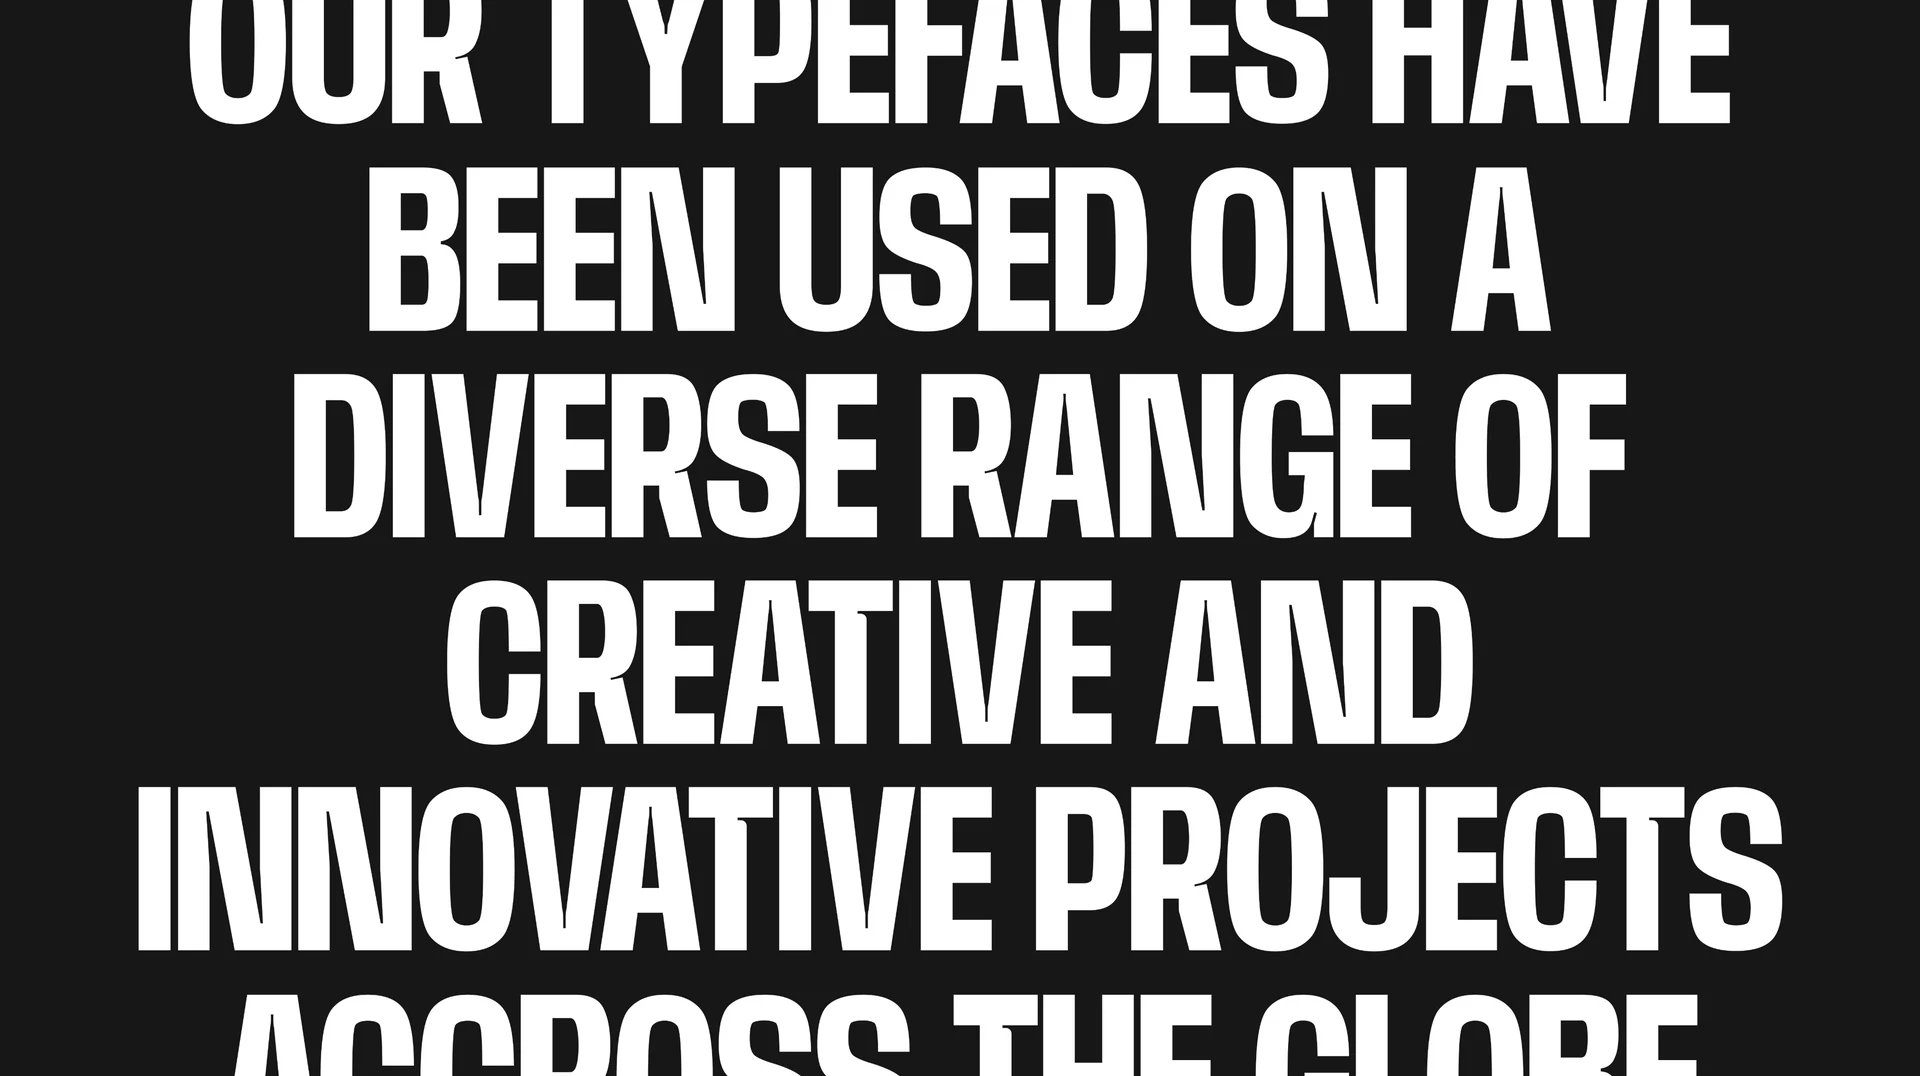 OUR TYPEFACES HAVE
BEEN USED ON A
DIVERSE RANGE OF
CREATIVE AND
INNOVATIVE PROJECTS
ACCROSS THE GLOBE